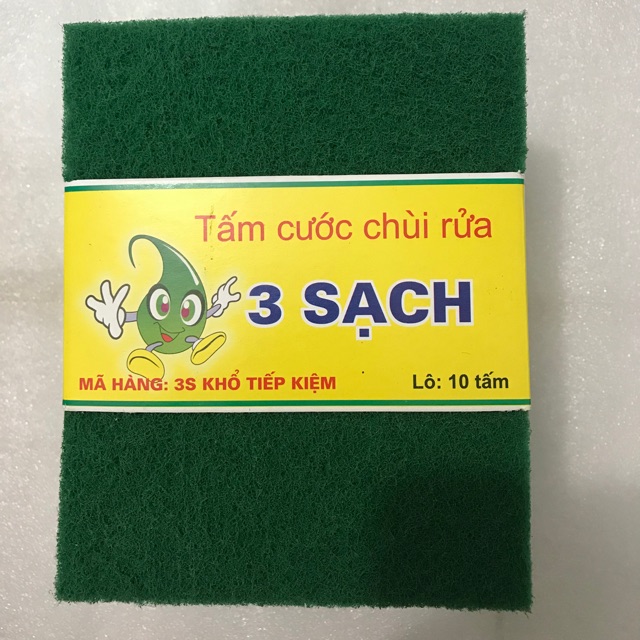 Tấm cước chùi rửa
3 SẠCH
MÃ HÀNG: 3S KHỔ TIẾP KIỆM
Lô: 10 tấm